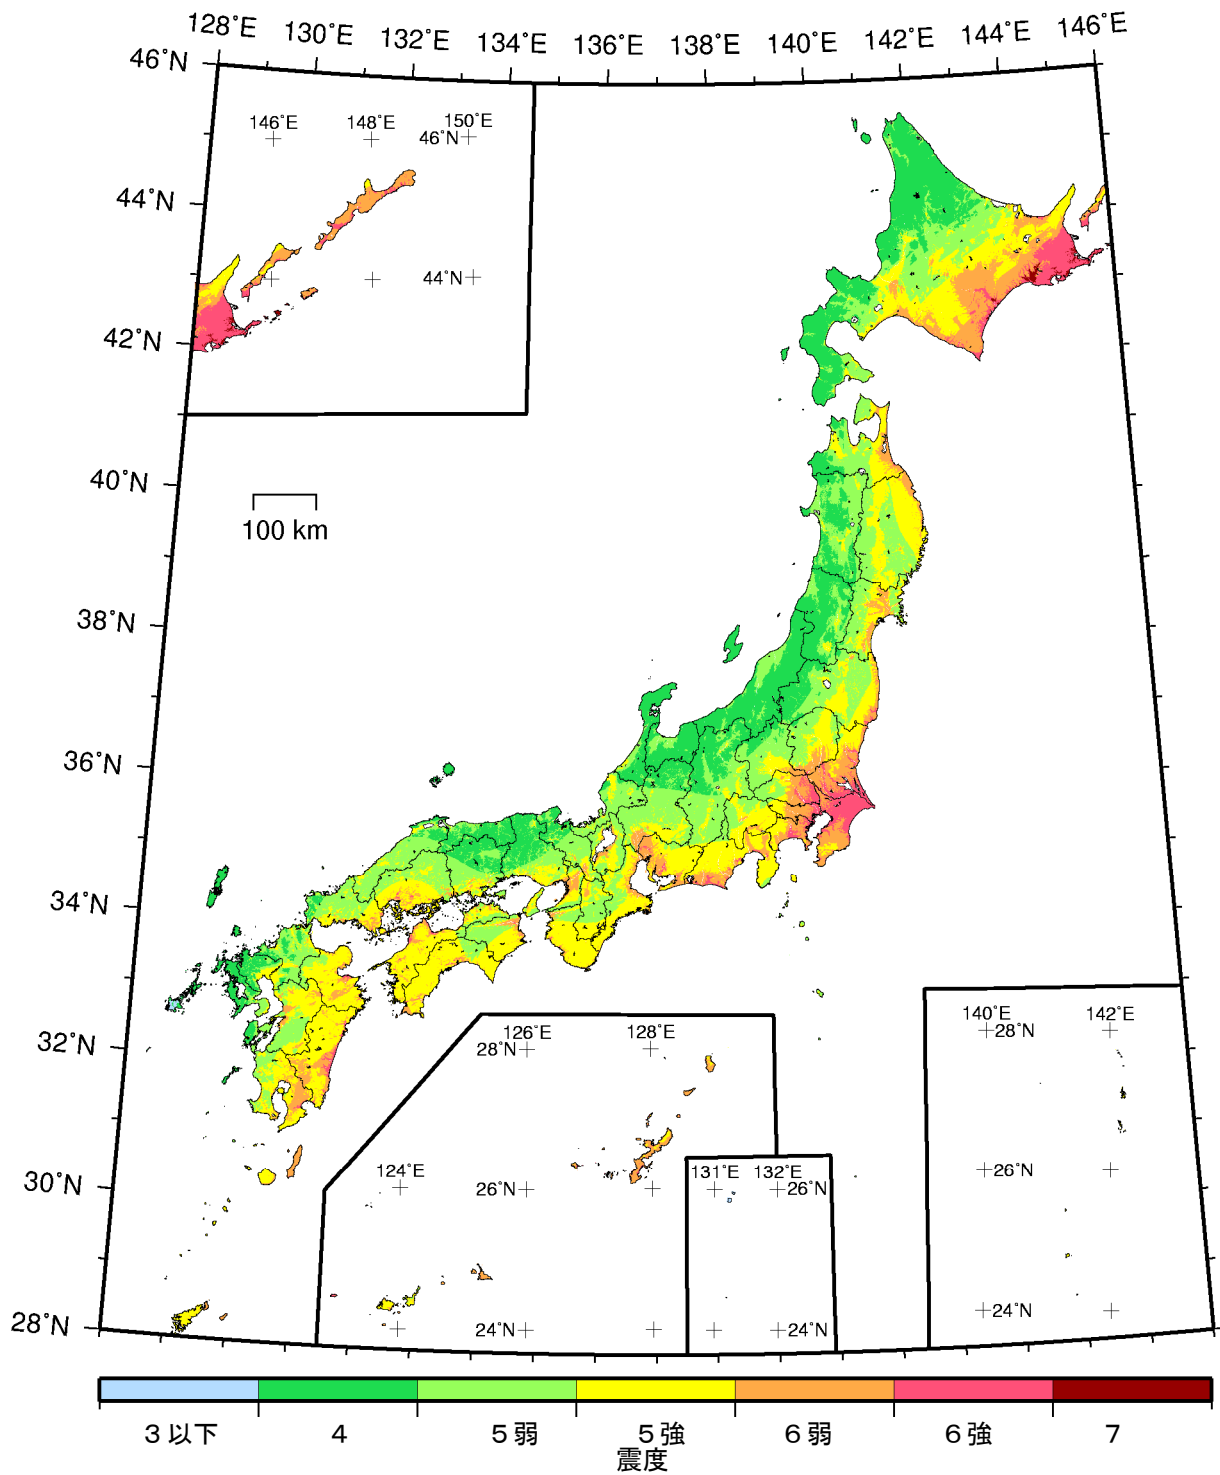 128°E 130°E 132°E 134°E 136°E 138°E 140°E 142°E 144°E 146°E
46°N
146°E 148°E 150°E
46°N
44°N
44°N
42°N
40°N
100 km
38°N
36°N
34°N
32°N
126°E 128°E
28°N
140°E 142°E
28°N
124°E
30°N
26°N
131°E 132°E
26°N
26°N
28°N
24°N
24°N
24°N
3以下 4 5弱 5強 6弱 6強 7
震度